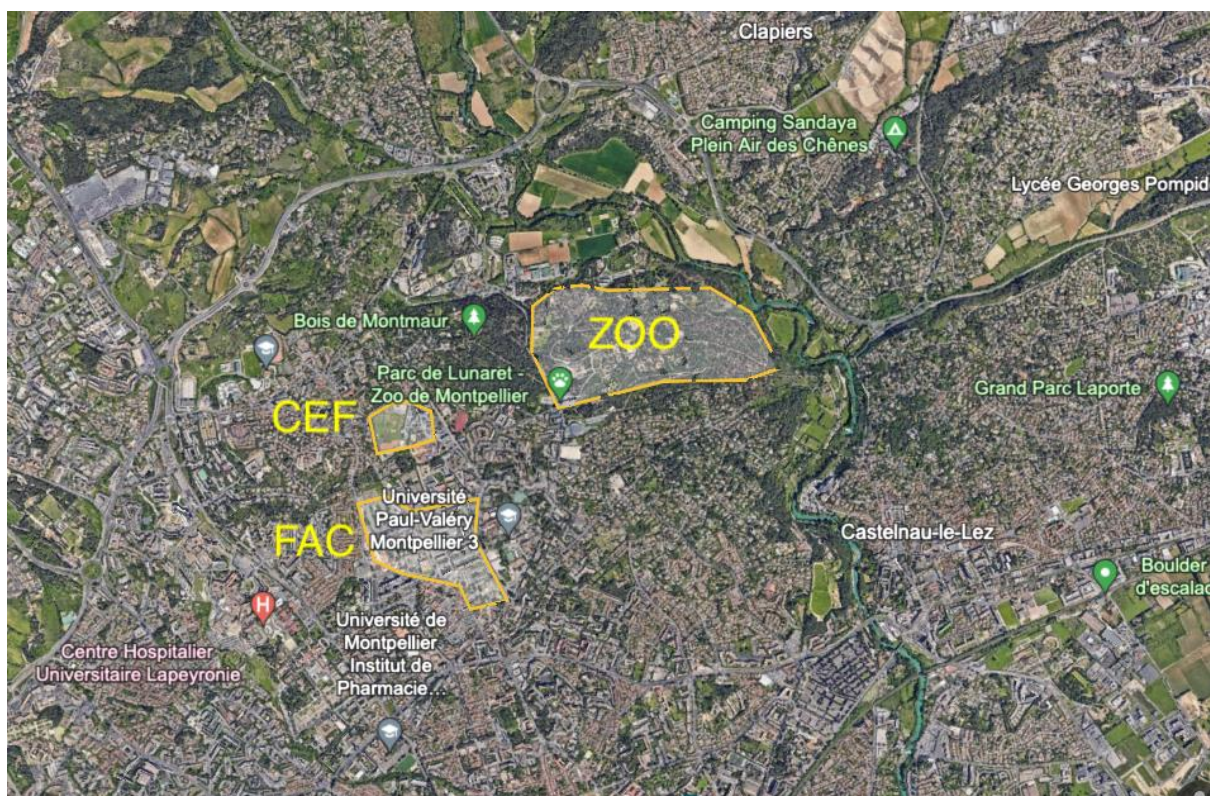 Clapiers
Camping Sandaya
Plein Air des Chênes
Lycée Georges Pompid
Bois de Montmaur
ZOO
Parc de Lunaret -
Zoo de Montpellier
Grand Parc Laporte
CEF
Université
Paul-Valéry
Montpellier 3
FAC
Castelnau-le-Lez
Boulder
d'escalad
H
Université de
Montpellier
Institut de
Pharmacie...
Centre Hospitalier
Universitaire Lapeyronie